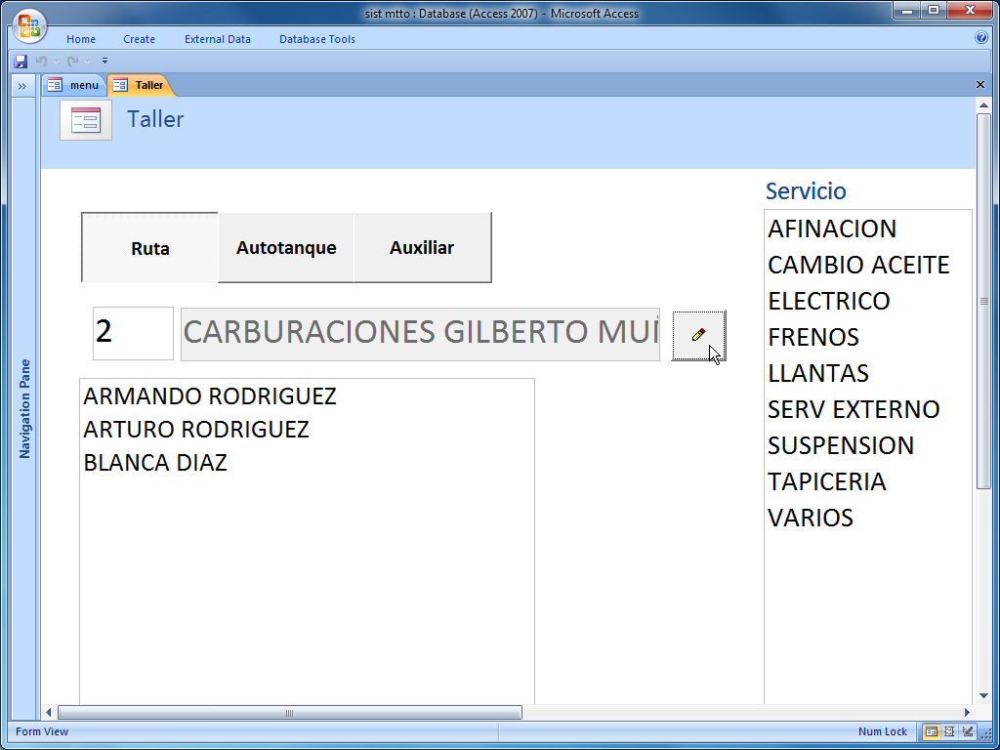 sist mtto : Database (Access 2007) - Microsoft Access
Home Create External Data Database Tools
menu Taller
Taller
Servicio
Ruta Autotanque Auxiliar
AFINACION
CAMBIO ACEITE
ELECTRICO
FRENOS
LLANTAS
SERV EXTERNO
SUSPENSION
TAPICERIA
VARIOS
2 CARBURACIONES GILBERTO
ARMANDO RODRIGUEZ
ARTURO RODRIGUEZ
BLANCA DIAZ
Navigation Pane
Form View Num Lock